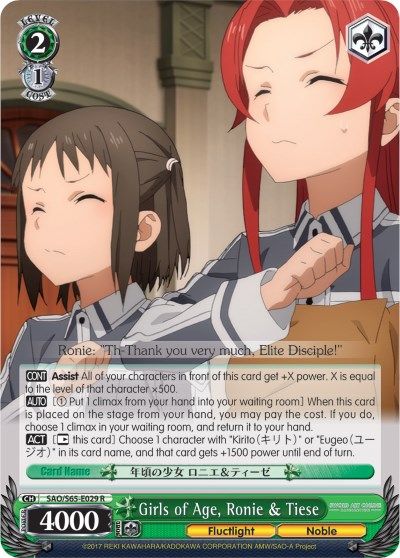 LEVEL
2
1
COST
Ronie: "Th-Thank you very much, Elite Disciple!"
CONT Assist All of your characters in front of this card get +X power. X is equal
to the level of that character ×500.
AUTO [① Put 1 climax from your hand into your waiting room] When this card
is placed on the stage from your hand, you may pay the cost. If you do,
choose 1 climax in your waiting room, and return it to your hand.
ACT [ this card] Choose 1 character with "Kirito(キリト)" or "Eugeo(ユー
ジオ)" in its card name, and that card gets +1500 power until end of turn.
Card Name 年頃の少女 ロニエ&ティーゼ
CH SAO/S65-E029 R
Girls of Age, Ronie & Tiese
POWER 4000
Fluctlight Noble
©2017 REKI KAWAHARA/KADOKAWA CORPORATION AMW/SAO-A Project